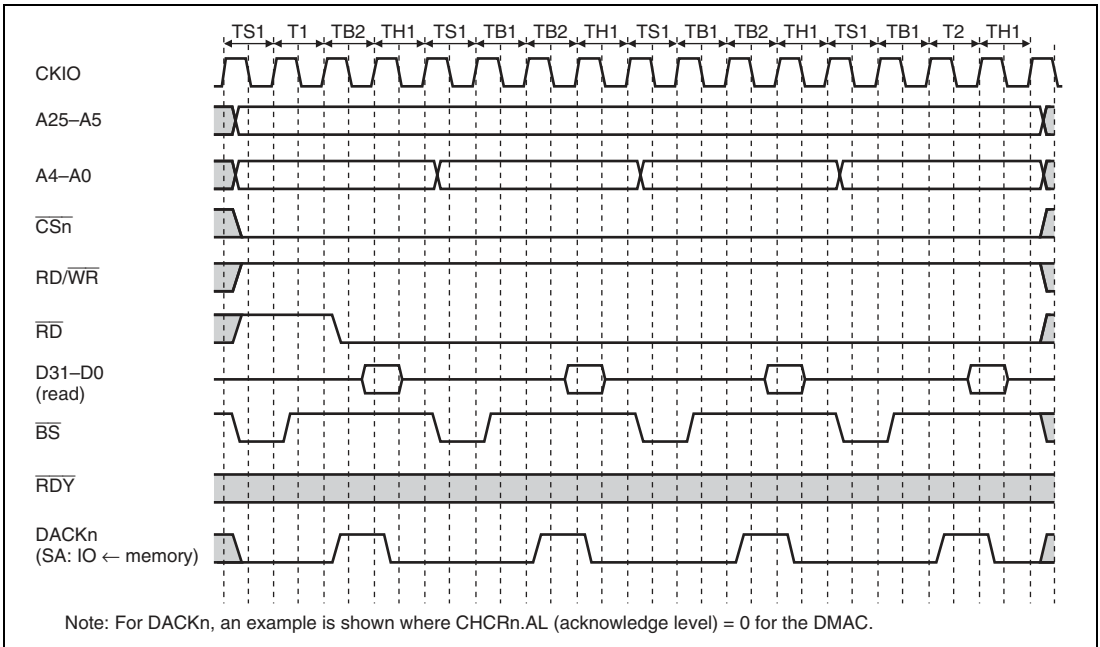 TS1 T1 TB2 TH1 TS1 TB1 TB2 TH1 TS1 TB1 TB2 TH1 TS1 TB1 T2 TH1
CKIO
A25–A5
A4–A0
CSn
RD/WR
RD
D31–D0
(read)
BS
RDY
DACKn
(SA: IO ← memory)
Note: For DACKn, an example is shown where CHCRn.AL (acknowledge level) = 0 for the DMAC.